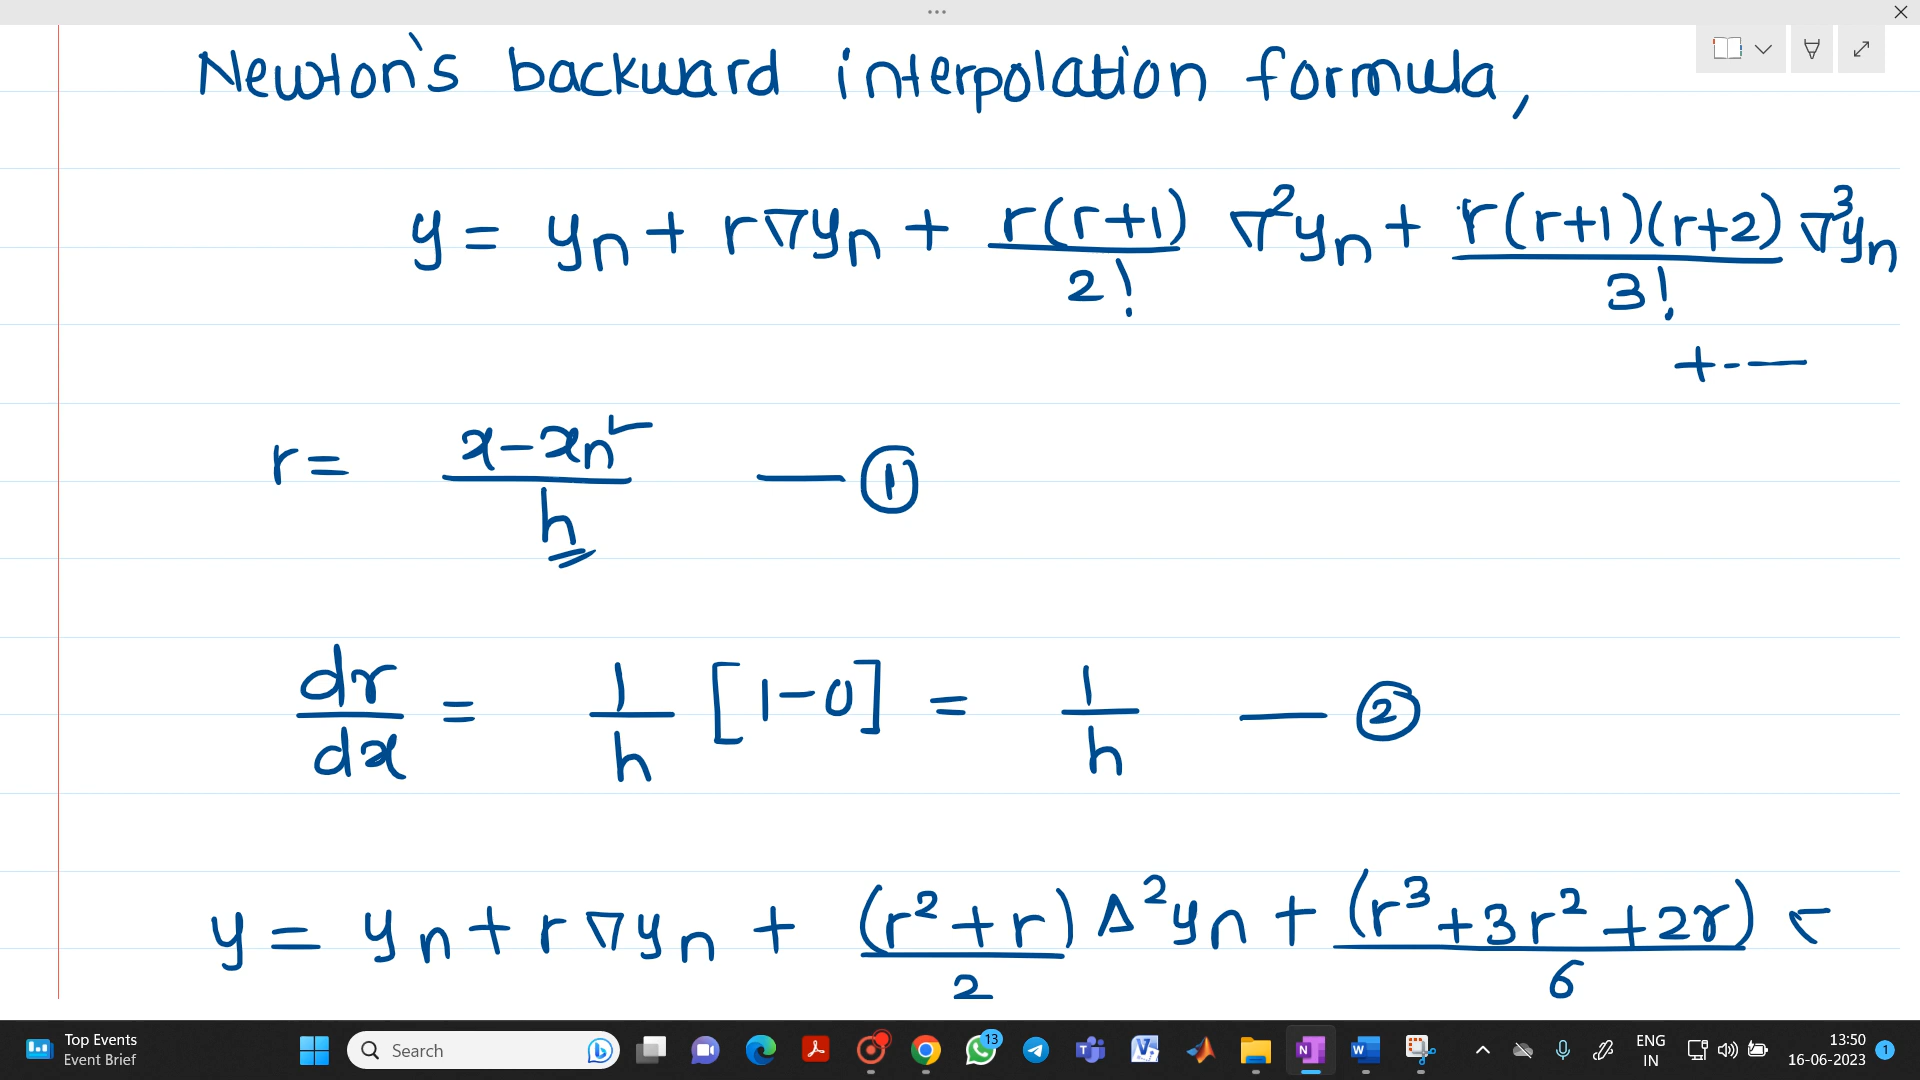 Newton's backward interpolation formula,
y = yn + r∇yn + r(r+1)/2! ∇²yn + r(r+1)(r+2)/3! ∇³yn
+ - —
r = x-xn/h — ①
dr/dx = 1/h [1-0] = 1/h — ②
y = yn + r∇yn + (r²+r)/2 Δ²yn + (r³+3r²+2r)/6
Top Events
Event Brief
Search
13
ENG
IN
13:50
16-06-2023
1